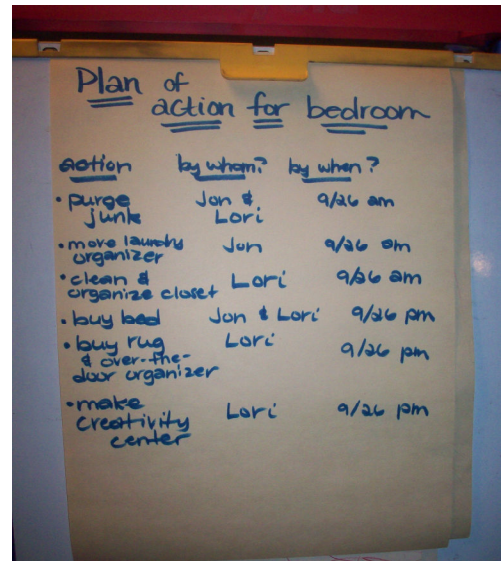 Plan of
action for bedroom
action by whom? by when?
• purge Jon & 9/26 am
junk Lori
• move laundry Jon 9/26 am
organizer
• clean & Lori 9/26 am
organize closet
• buy bed Jon & Lori 9/26 pm
• buy rug Lori 9/26 pm
& over-the-
door organizer
• make Lori 9/26 pm
creativity
center